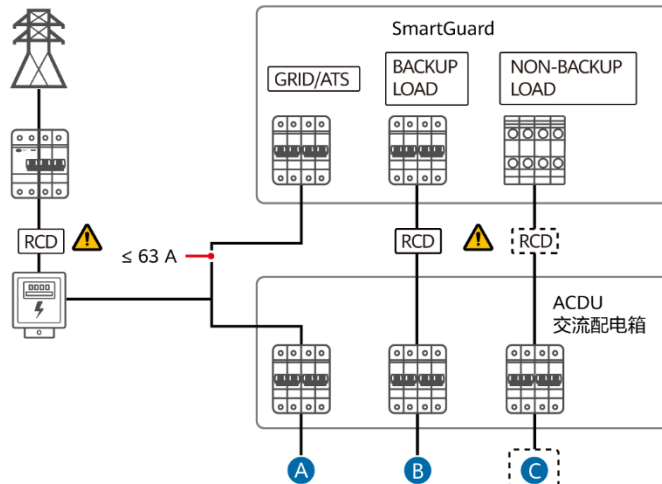 SmartGuard
GRID/ATS
BACKUP
LOAD
NON-BACKUP
LOAD
RCD
≤ 63 A
RCD
RCD
ACDU
交流配电箱
A
B
C